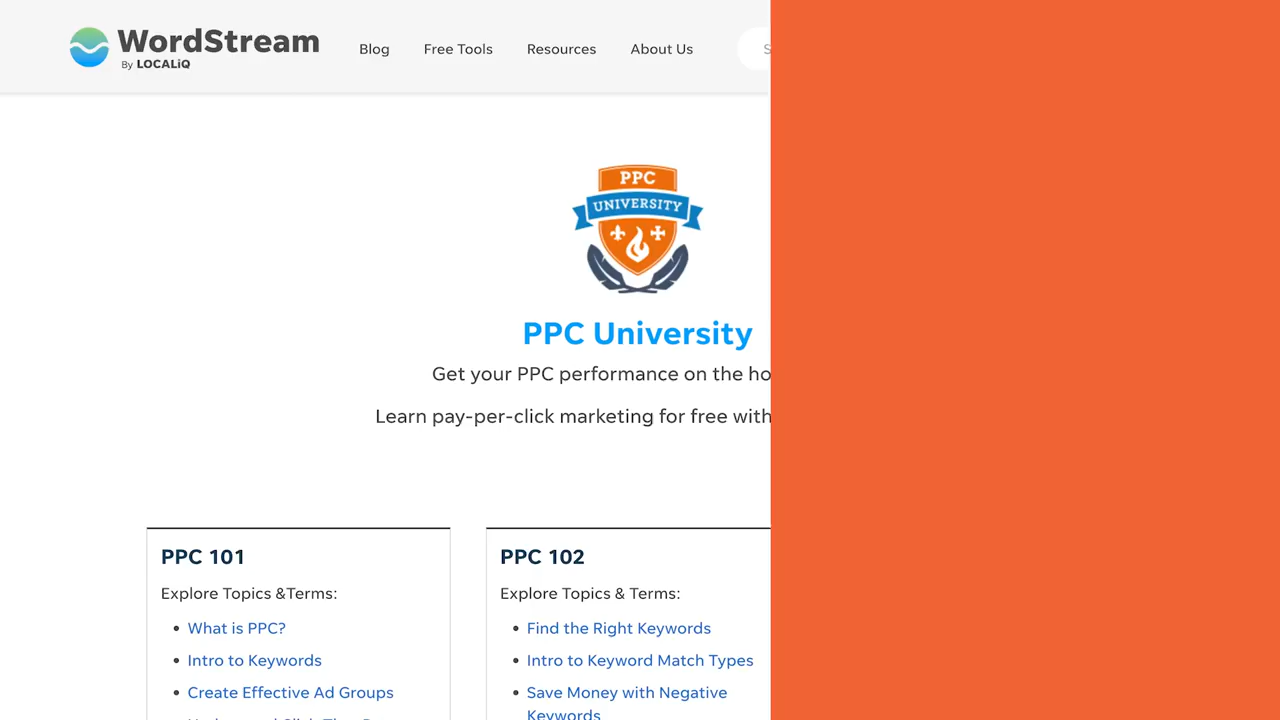 WordStream
By LOCALiQ
Blog
Free Tools
Resources
About Us
S
PPC
UNIVERSITY
PPC University
Get your PPC performance on the ho
Learn pay-per-click marketing for free with
PPC 101
Explore Topics &Terms:
• What is PPC?
• Intro to Keywords
• Create Effective Ad Groups
PPC 102
Explore Topics & Terms:
• Find the Right Keywords
• Intro to Keyword Match Types
• Save Money with Negative
Keywords